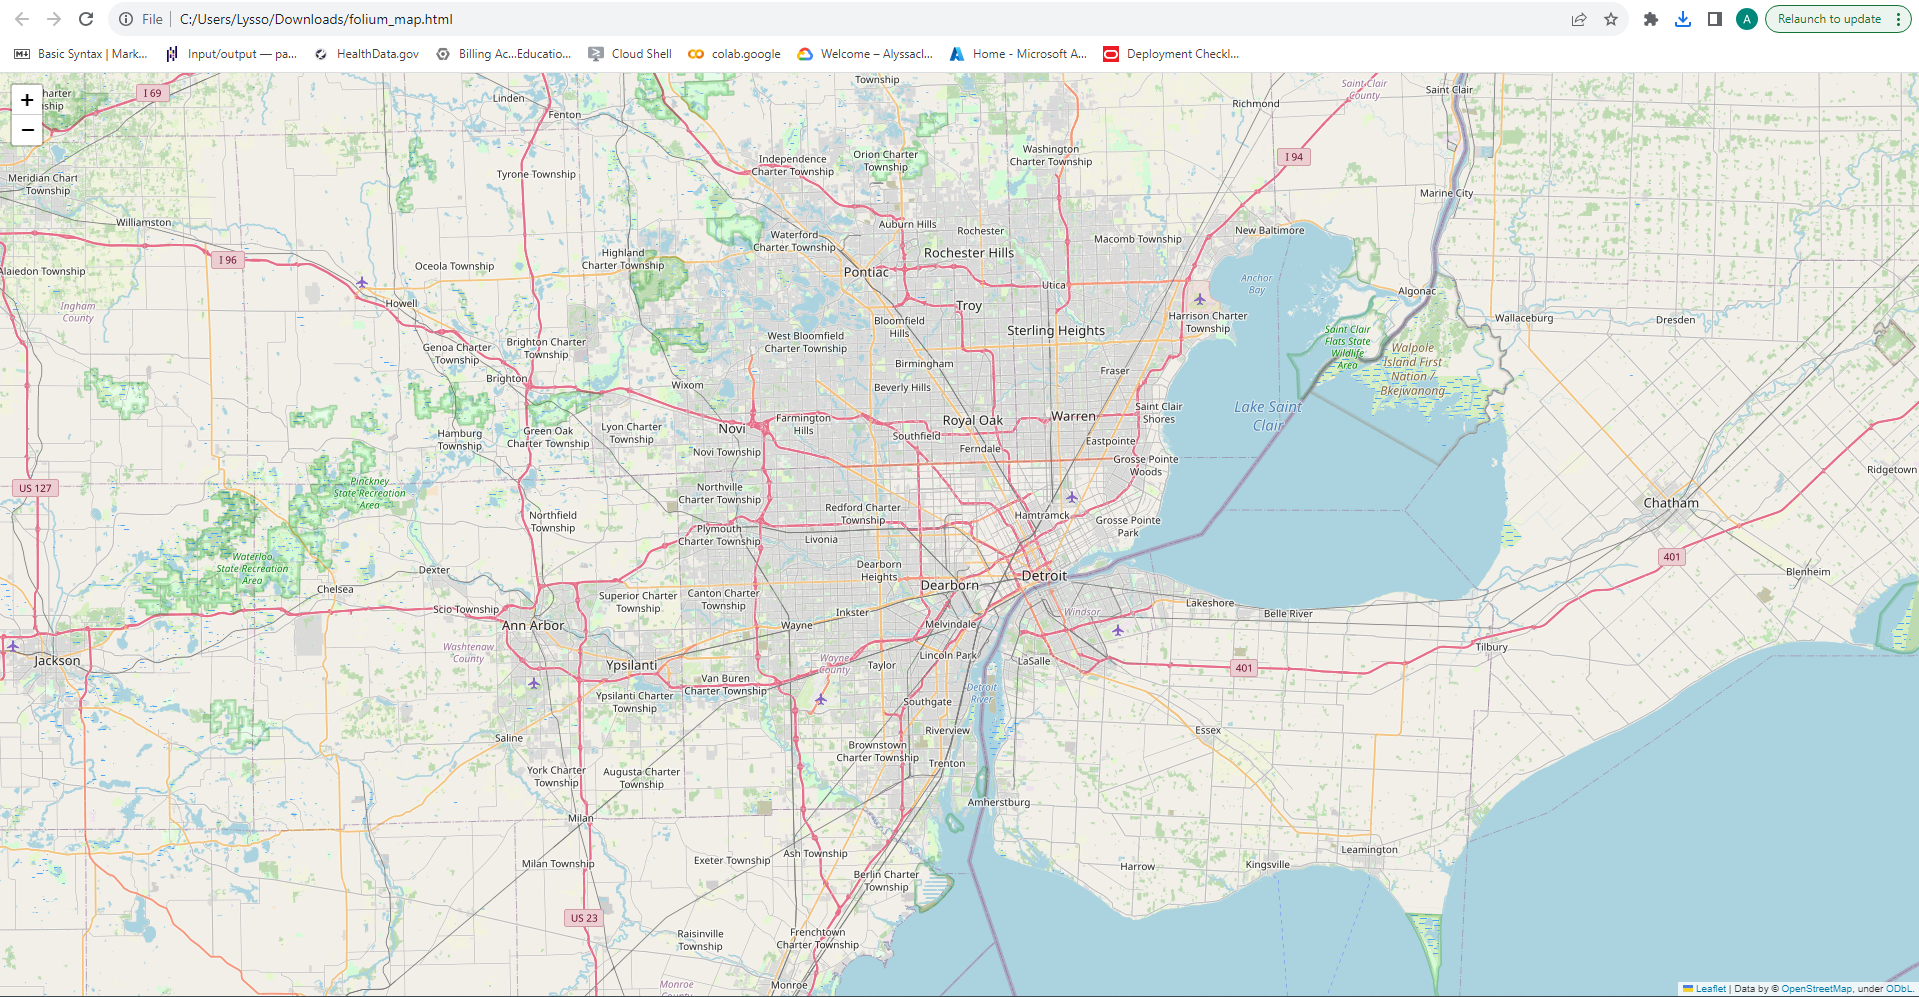 File
C:/Users/Lysso/Downloads/folium_map.html
A
Relaunch to update
Basic Syntax | Mark...
Input/output — pa...
HealthData.gov
Billing Ac...Educatio...
Cloud Shell
colab.google
Welcome – Alyssacl...
Home - Microsoft A...
Deployment Checkl...
+
−
harter
ship
I 69
Linden
Fenton
Township
Richmond
Saint Clair
County
Saint Clair
Independence
Charter Township
Orion Charter
Township
Washington
Charter Township
I 94
Meridian Chart
Township
Tyrone Township
Marine City
Williamston
Auburn Hills
Rochester
Waterford
Charter Township
Macomb Township
New Baltimore
I 96
Highland
Charter Township
Rochester Hills
Alaiedon Township
Oceola Township
Pontiac
Anchor
Bay
Utica
Algonac
Ingham
County
Howell
Troy
Bloomfield
Hills
Sterling Heights
Harrison Charter
Township
Wallaceburg
Dresden
West Bloomfield
Charter Township
Saint Clair
Flats State
Wildlife
Area
Walpole
Island First
Nation 7
Bkejwanong
Genoa Charter
Township
Brighton Charter
Township
Birmingham
Fraser
Brighton
Wixom
Beverly Hills
Lake Saint
Clair
Saint Clair
Shores
Farmington
Hills
Royal Oak
Warren
Hamburg
Township
Green Oak
Charter Township
Lyon Charter
Township
Novi
Southfield
Eastpointe
Novi Township
Ferndale
Grosse Pointe
Woods
Ridgetown
US 127
Pinckney
State Recreation
Area
Northville
Charter Township
Chatham
Northfield
Township
Redford Charter
Township
Hamtramck
Grosse Pointe
Park
Plymouth
Charter Township
Livonia
401
Waterloo
State Recreation
Area
Dexter
Dearborn
Heights
Detroit
Blenheim
Chelsea
Dearborn
Superior Charter
Township
Canton Charter
Township
Scio Township
Inkster
Windsor
Lakeshore
Belle River
Ann Arbor
Wayne
Melvindale
Washtenaw
County
Tilbury
Jackson
Ypsilanti
Wayne
County
Taylor
Lincoln Park
LaSalle
401
Van Buren
Charter Township
Detroit
River
Ypsilanti Charter
Township
Southgate
Saline
Riverview
Essex
Brownstown
Charter Township
Trenton
York Charter
Township
Augusta Charter
Township
Amherstburg
Milan
Milan Township
Exeter Township
Ash Township
Leamington
Harrow
Kingsville
Berlin Charter
Township
US 23
Raisinville
Township
Frenchtown
Charter Township
Monroe
County
Monroe
Leaflet | Data by © OpenStreetMap, under ODbL.